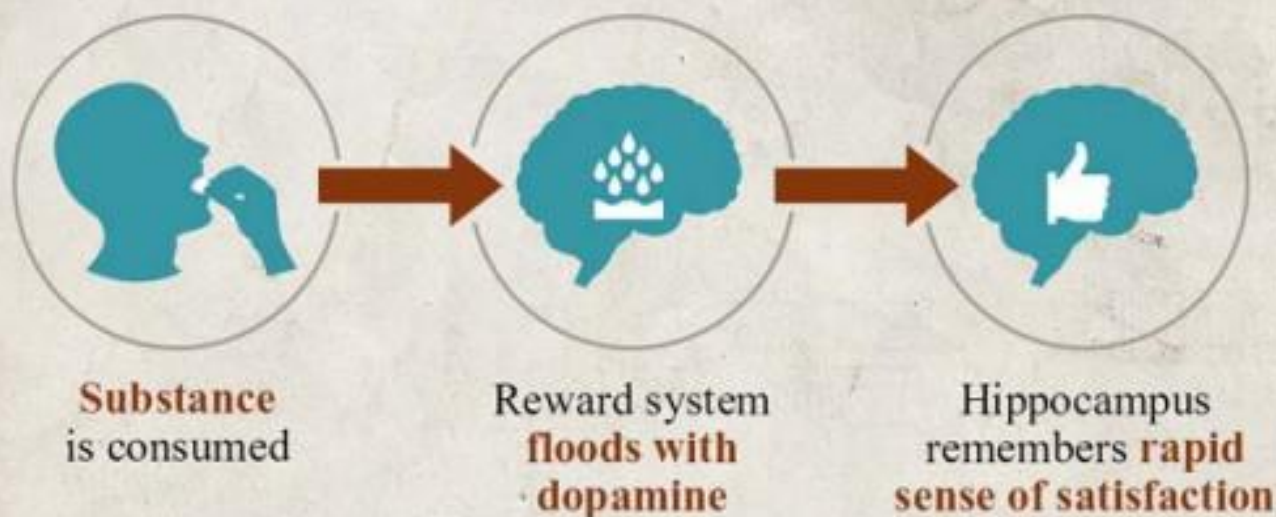 Substance
is consumed
Reward system
floods with
dopamine
Hippocampus
remembers rapid
sense of satisfaction